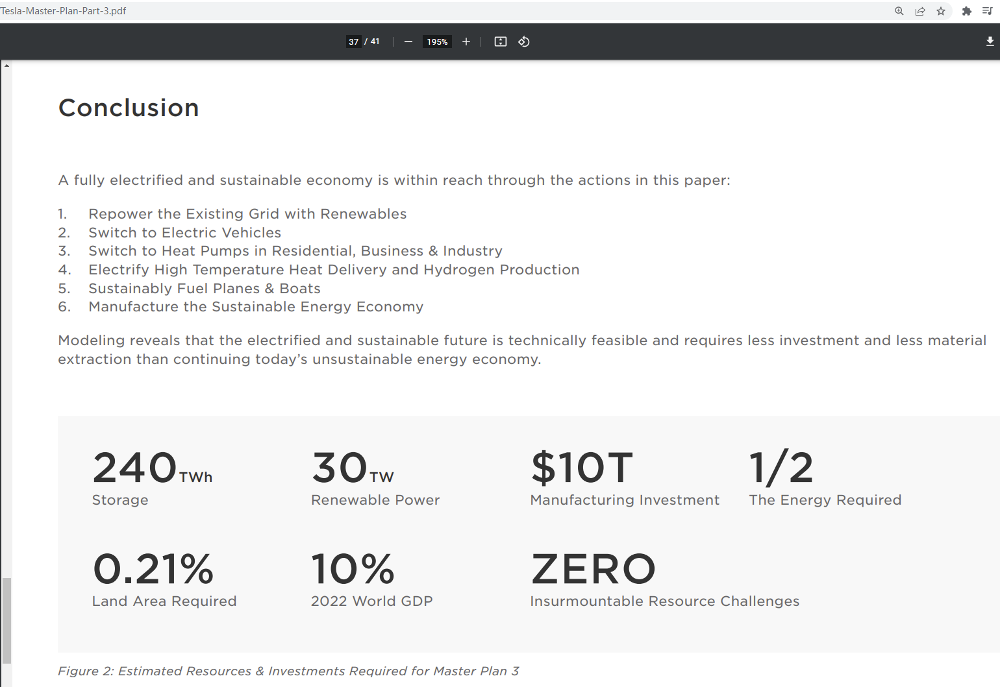 Tesla-Master-Plan-Part-3.pdf
37 / 41 195%
Conclusion
A fully electrified and sustainable economy is within reach through the actions in this paper:
1. Repower the Existing Grid with Renewables
2. Switch to Electric Vehicles
3. Switch to Heat Pumps in Residential, Business & Industry
4. Electrify High Temperature Heat Delivery and Hydrogen Production
5. Sustainably Fuel Planes & Boats
6. Manufacture the Sustainable Energy Economy
Modeling reveals that the electrified and sustainable future is technically feasible and requires less investment and less material
extraction than continuing today’s unsustainable energy economy.
240 TWh
Storage
30 TW
Renewable Power
$10T
Manufacturing Investment
1/2
The Energy Required
0.21%
Land Area Required
10%
2022 World GDP
ZERO
Insurmountable Resource Challenges
Figure 2: Estimated Resources & Investments Required for Master Plan 3